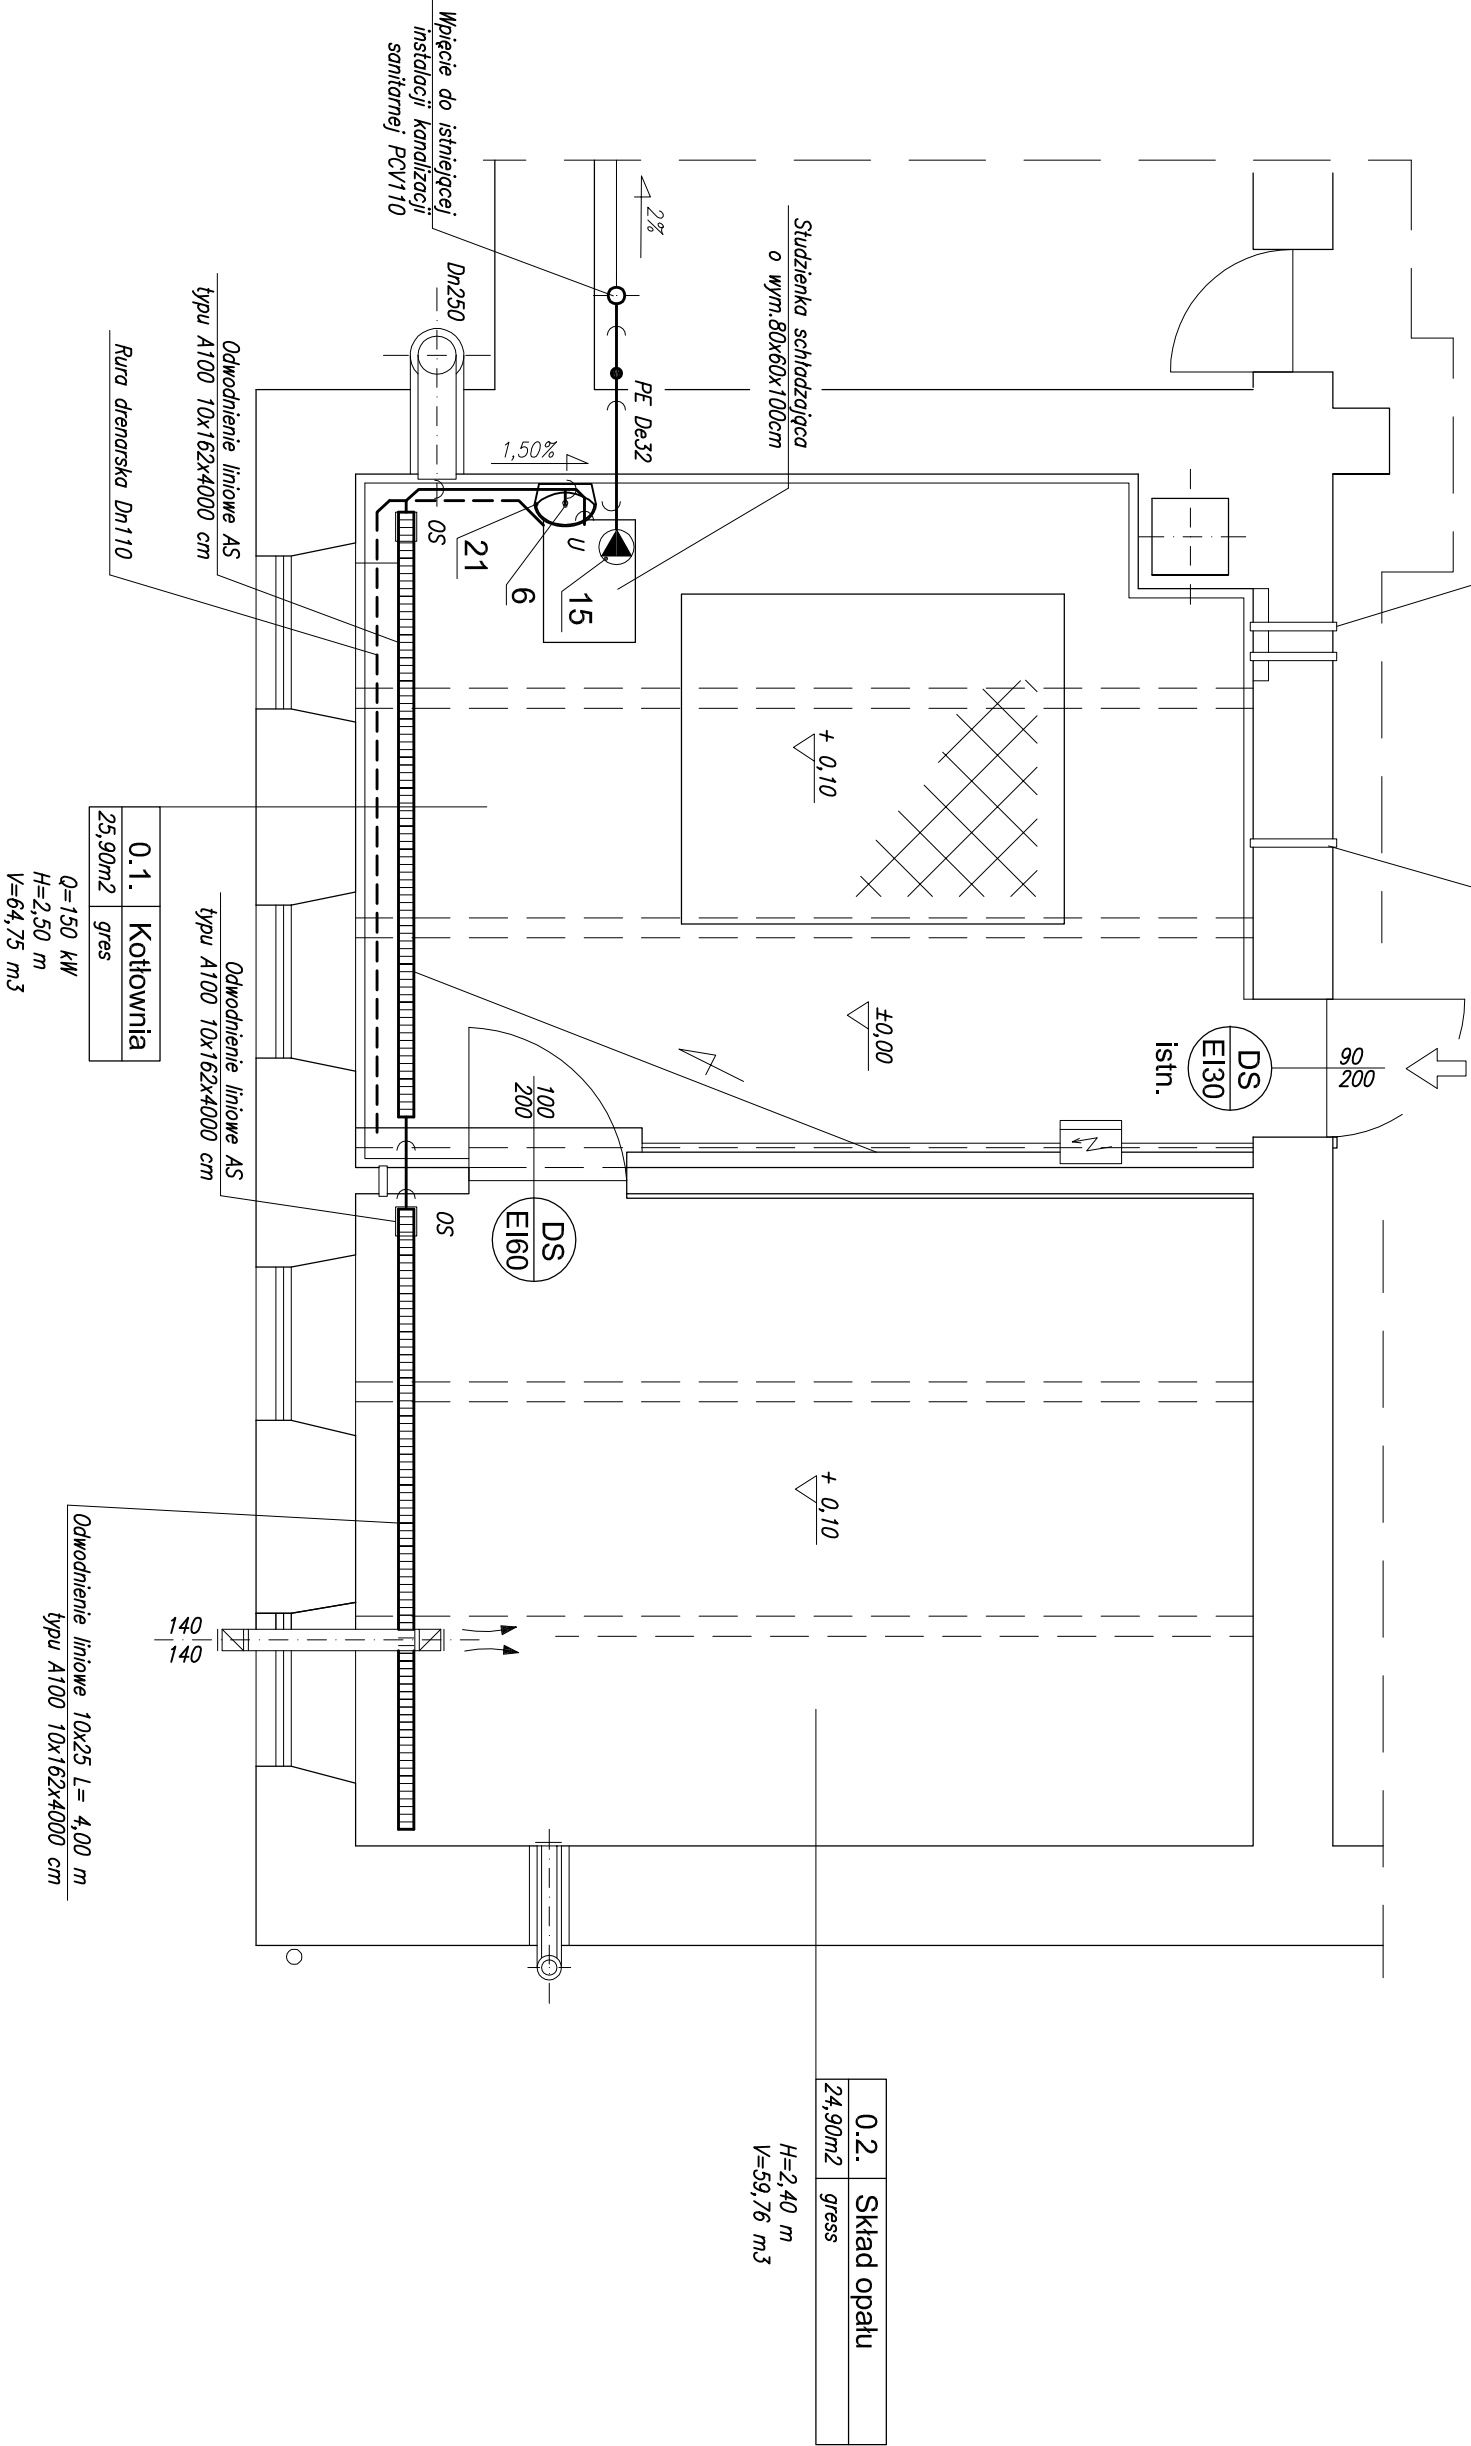 Wpięcie do istniejącej
instalacji kanalizacji
sanitarnej PCV110
2%
Studzienka schładzająca
o wym.80x60x100cm
Dn250
PE De32
1,50%
Odwodnienie liniowe AS
typu A100 10x162x4000 cm
Rura drenarska Dn110
OS
U
21
6
15
+ 0,10
±0,00
0.1. Kotłownia
25,90m2 gres
Q=150 kW
H=2,50 m
V=64,75 m3
90
200
DS
EI30
istn.
100
200
DS
EI60
OS
Odwodnienie liniowe AS
typu A100 10x162x4000 cm
+ 0,10
Odwodnienie liniowe 10x25 L= 4,00 m
typu A100 10x162x4000 cm
140
140
0.2. Skład opału
24,90m2 gress
H=2,40 m
V=59,76 m3